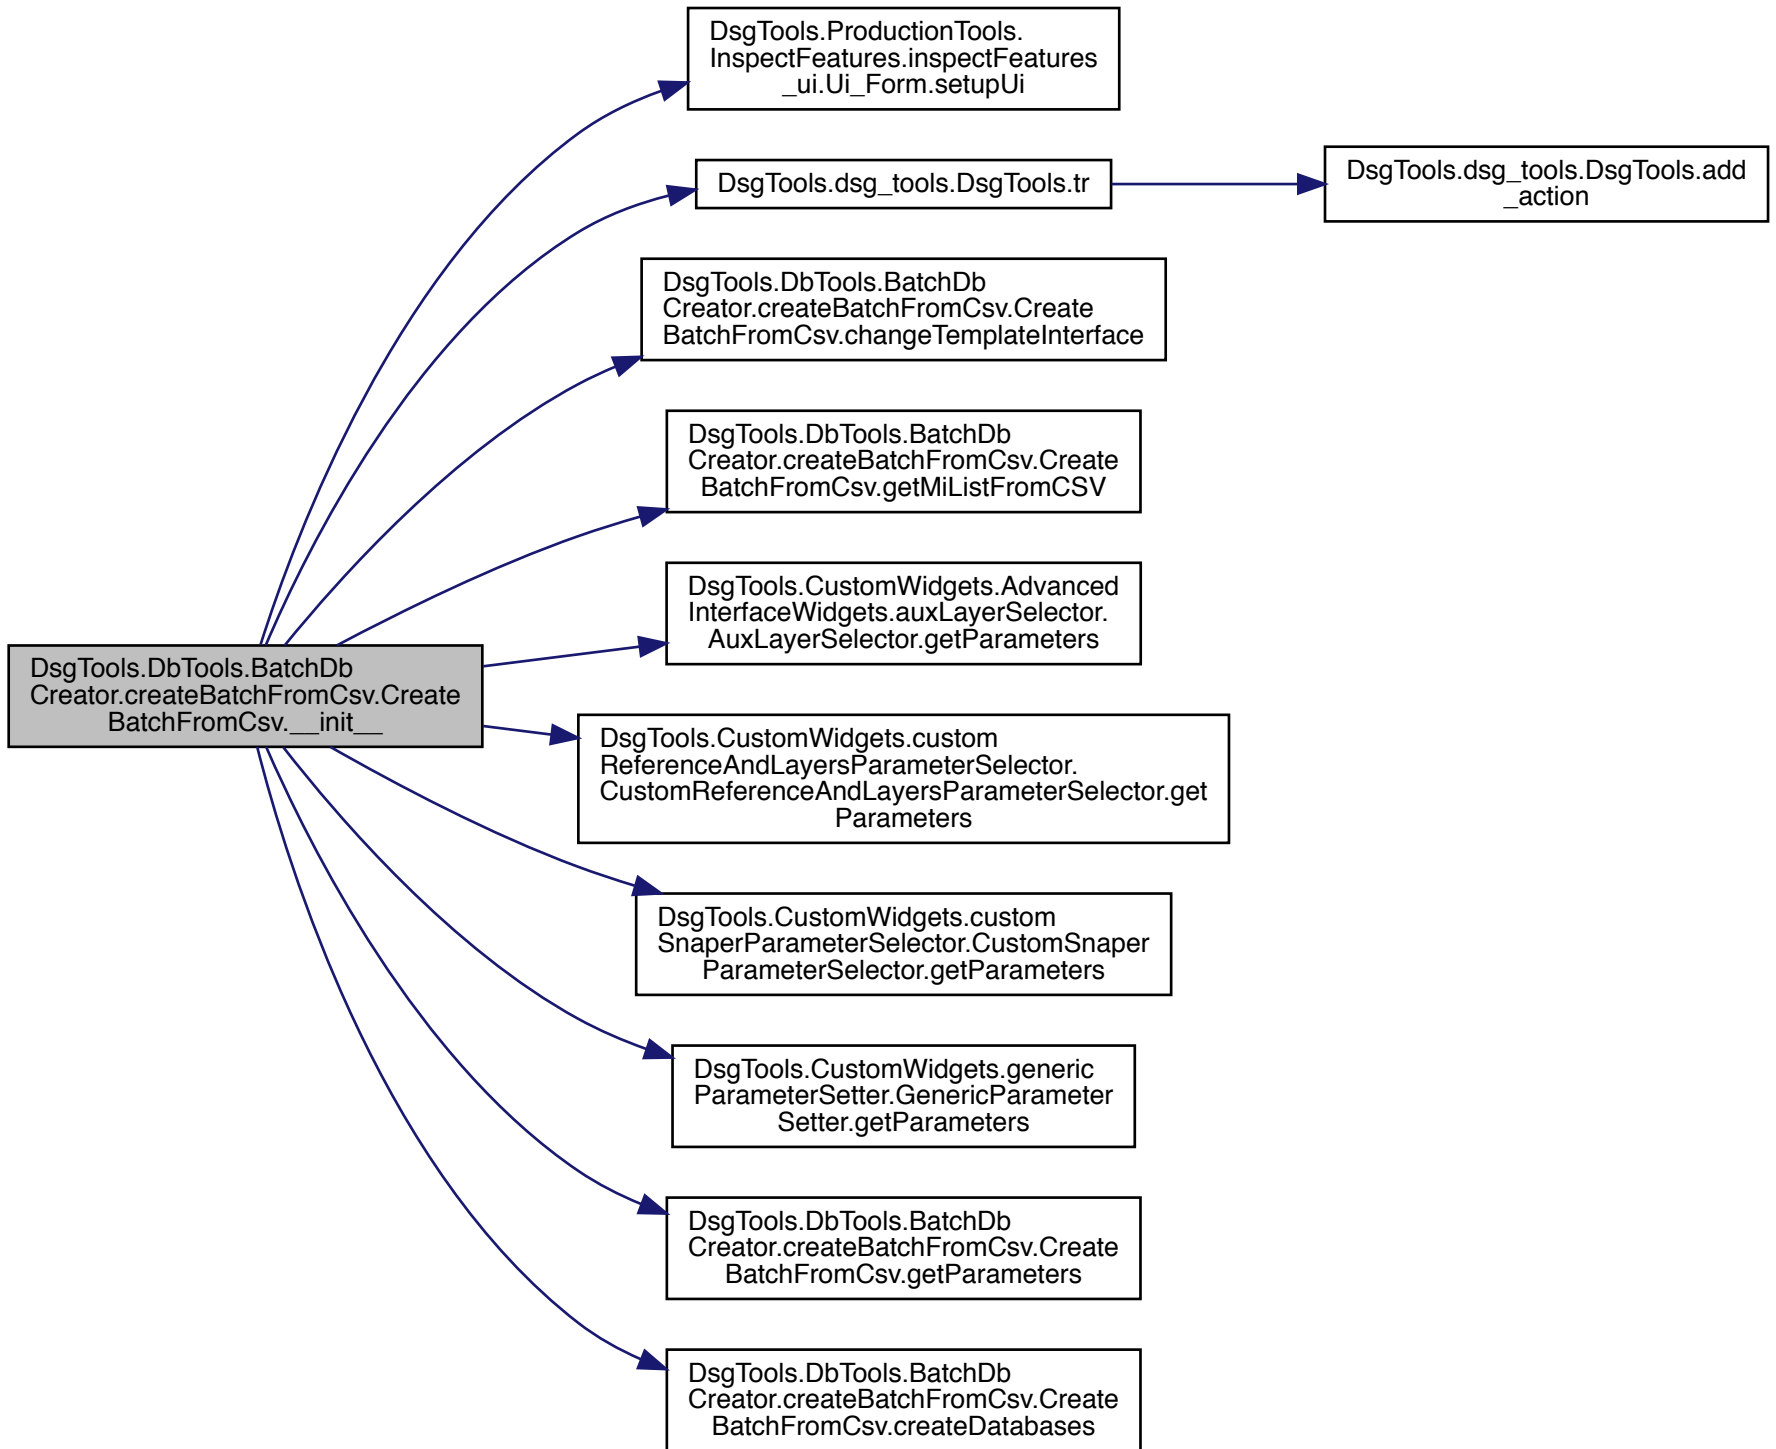 DsgTools.ProductionTools.
InspectFeatures.inspectFeatures
_ui.Ui_Form.setupUi
DsgTools.dsg_tools.DsgTools.tr
DsgTools.dsg_tools.DsgTools.add
_action
DsgTools.DbTools.BatchDb
Creator.createBatchFromCsv.Create
BatchFromCsv.changeTemplateInterface
DsgTools.DbTools.BatchDb
Creator.createBatchFromCsv.Create
BatchFromCsv.getMiListFromCSV
DsgTools.CustomWidgets.Advanced
InterfaceWidgets.auxLayerSelector.
AuxLayerSelector.getParameters
DsgTools.DbTools.BatchDb
Creator.createBatchFromCsv.Create
BatchFromCsv.__init__
DsgTools.CustomWidgets.custom
ReferenceAndLayersParameterSelector.
CustomReferenceAndLayersParameterSelector.get
Parameters
DsgTools.CustomWidgets.custom
SnaperParameterSelector.CustomSnaper
ParameterSelector.getParameters
DsgTools.CustomWidgets.generic
ParameterSetter.GenericParameter
Setter.getParameters
DsgTools.DbTools.BatchDb
Creator.createBatchFromCsv.Create
BatchFromCsv.getParameters
DsgTools.DbTools.BatchDb
Creator.createBatchFromCsv.Create
BatchFromCsv.createDatabases